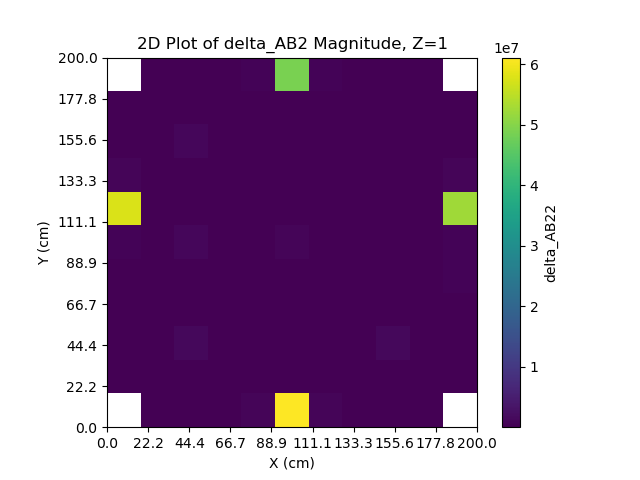 2D Plot of delta_AB2 Magnitude, Z=1
1e7
200.0
177.8
155.6
133.3
111.1
88.9
66.7
44.4
22.2
0.0
Y (cm)
0.0 22.2 44.4 66.7 88.9 111.1 133.3 155.6 177.8 200.0
X (cm)
6
5
4
3
2
1
delta_AB22